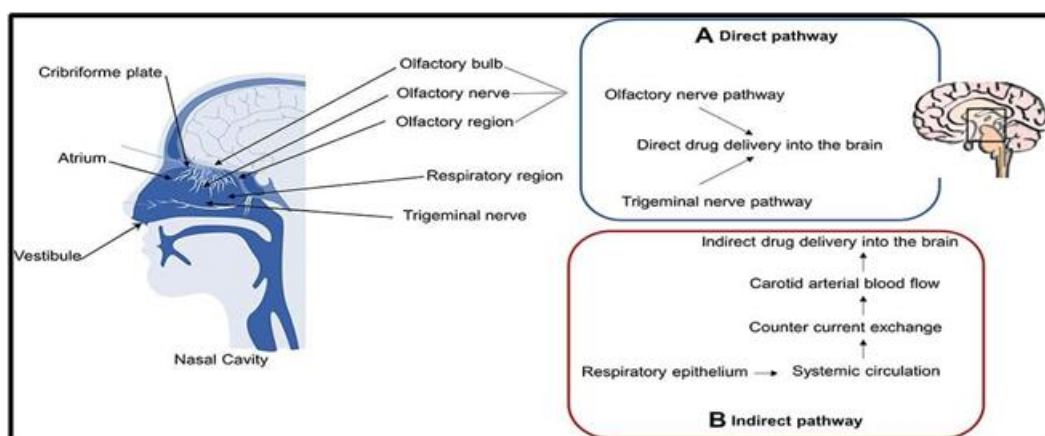 Cribriforme plate
Atrium
Vestibule
Nasal Cavity
Olfactory bulb
Olfactory nerve
Olfactory region
Respiratory region
Trigeminal nerve
A Direct pathway
Olfactory nerve pathway
Direct drug delivery into the brain
Trigeminal nerve pathway
Indirect drug delivery into the brain
Carotid arterial blood flow
Counter current exchange
Respiratory epithelium
Systemic circulation
B Indirect pathway